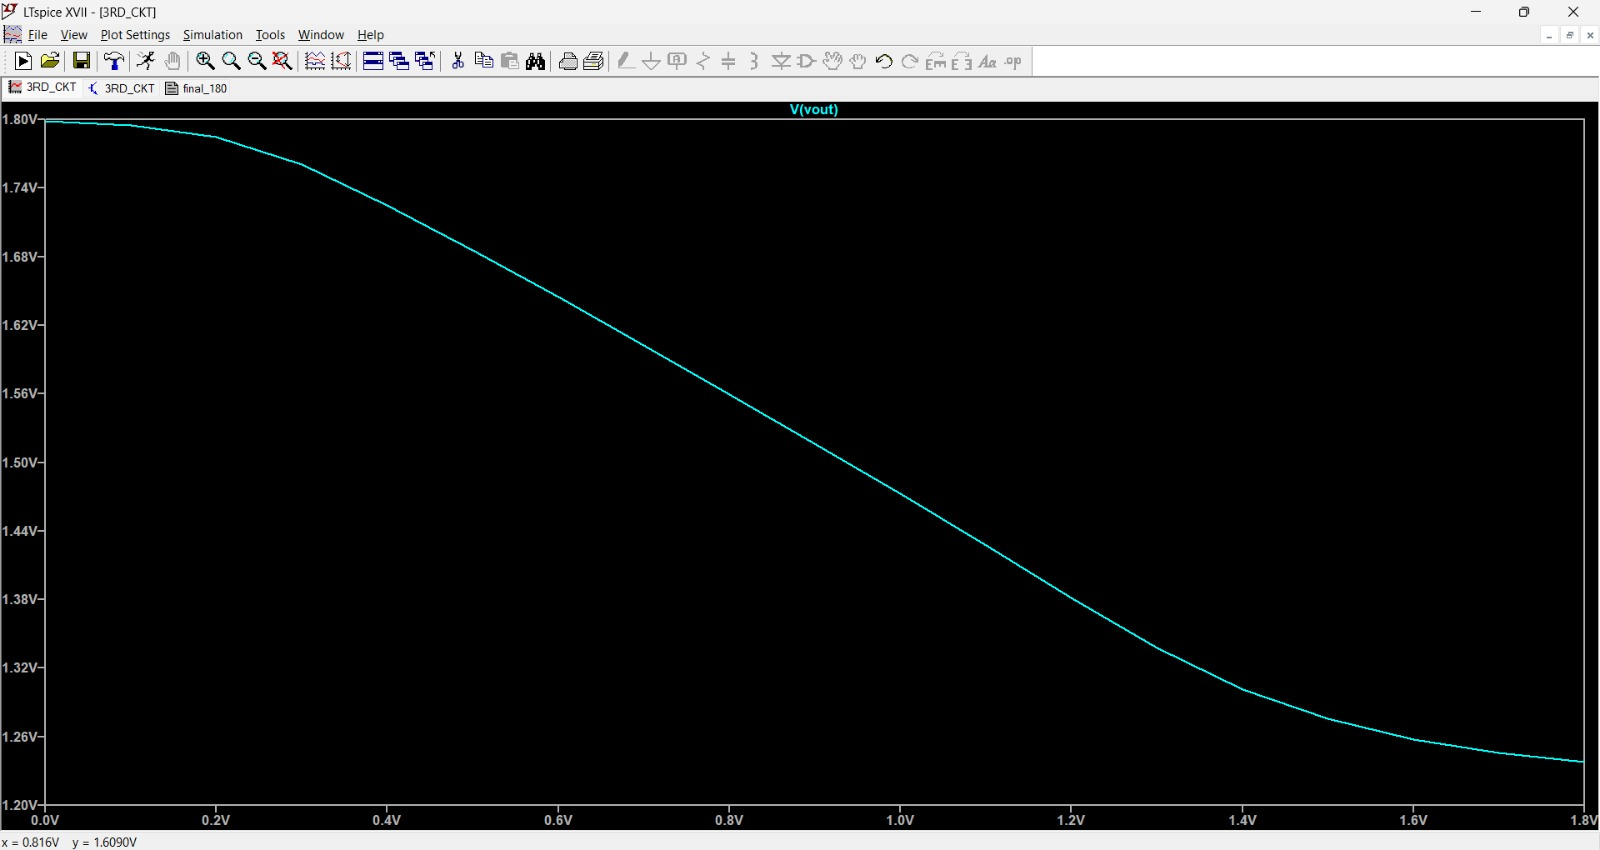 LTspice XVII - [3RD_CKT]
File View Plot Settings Simulation Tools Window Help
3RD_CKT 3RD_CKT final_180
V(vout)
1.80V
1.74V
1.68V
1.62V
1.56V
1.50V
1.44V
1.38V
1.32V
1.26V
1.20V
0.0V 0.2V 0.4V 0.6V 0.8V 1.0V 1.2V 1.4V 1.6V 1.8V
x = 0.816V y = 1.6090V